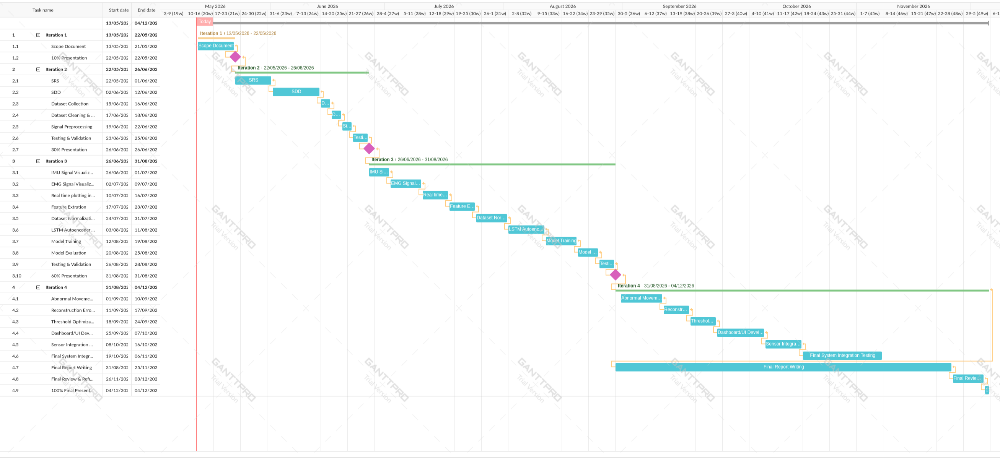 Task name Start date End date
May 2026 June 2026 July 2026 August 2026 September 2026 October 2026 November 2026
3-9 (19w) 10-16 (20w) 17-23 (21w) 24-30 (22w) 31-6 (23w) 7-13 (24w) 14-20 (25w) 21-27 (26w) 28-4 (27w) 5-11 (28w) 12-18 (29w) 19-25 (30w) 26-1 (31w) 2-8 (32w) 9-15 (33w) 16-22 (34w) 23-29 (35w) 30-5 (36w) 6-12 (37w) 13-19 (38w) 20-26 (39w) 27-3 (40w) 4-10 (41w) 11-17 (42w) 18-24 (43w) 25-31 (44w) 1-7 (45w) 8-14 (46w) 15-21 (47w) 22-28 (48w) 29-5 (49w) 6-1
13/05/202 04/12/202 Today
1 Iteration 1 13/05/202 22/05/202 Iteration 1 13/05/2026 - 22/05/2026
1.1 Scope Document 13/05/202 21/05/202 Scope Document
1.2 10% Presentation 22/05/202 22/05/202
2 Iteration 2 22/05/202 26/06/202 Iteration 2 22/05/2026 - 26/06/2026
2.1 SRS 22/05/202 01/06/202 SRS
2.2 SDD 02/06/202 12/06/202 SDD
2.3 Dataset Collection 15/06/202 16/06/202 D...
2.4 Dataset Cleaning & ... 17/06/202 18/06/202 D...
2.5 Signal Preprocessing 19/06/202 22/06/202 Si...
2.6 Testing & Validation 23/06/202 25/06/202 Testi...
2.7 30% Presentation 26/06/202 26/06/202
3 Iteration 3 26/06/202 31/08/202 Iteration 3 26/06/2026 - 31/08/2026
3.1 IMU Signal Visualiz... 26/06/202 01/07/202 IMU Si...
3.2 EMG Signal Visualiz... 02/07/202 09/07/202 EMG Signal...
3.3 Real time plotting in... 10/07/202 16/07/202 Real time...
3.4 Feature Extration 17/07/202 23/07/202 Feature E...
3.5 Dataset Normalizati... 24/07/202 31/07/202 Dataset Nor...
3.6 LSTM Autoencoder ... 03/08/202 11/08/202 LSTM Autoenc...
3.7 Model Training 12/08/202 19/08/202 Model Training
3.8 Model Evaluation 20/08/202 25/08/202 Model ...
3.9 Testing & Validation 26/08/202 28/08/202 Testi...
3.10 60% Presentation 31/08/202 31/08/202
4 Iteration 4 31/08/202 04/12/202 Iteration 4 31/08/2026 - 04/12/2026
4.1 Abnormal Moveme... 01/09/202 10/09/202 Abnormal Movem...
4.2 Reconstruction Erro... 11/09/202 17/09/202 Reconstr...
4.3 Threshold Optimiza... 18/09/202 24/09/202 Threshol...
4.4 Dashboard/UI Dev... 25/09/202 07/10/202 Dashboard/UI Devel...
4.5 Sensor Integration ... 08/10/202 16/10/202 Sensor Integra...
4.6 Final System Integr... 19/10/202 06/11/202 Final System Integration Testing
4.7 Final Report Writing 31/08/202 25/11/202 Final Report Writing
4.8 Final Review & Refi... 26/11/202 03/12/202 Final Revie...
4.9 100% Final Present... 04/12/202 04/12/202 1
GANTTPRO
Trial Version